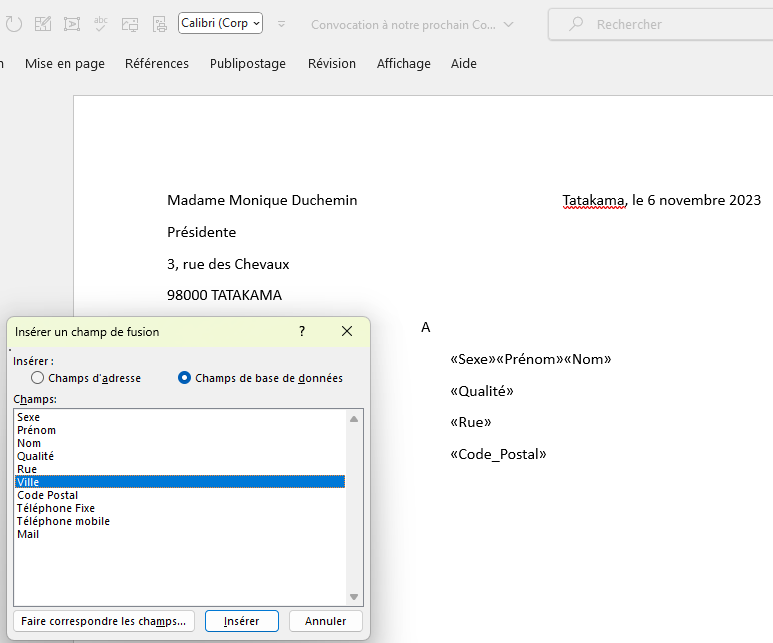 abc
Calibri (Corp
Convocation à notre prochain Co...
Rechercher
Mise en page
Références
Publipostage
Révision
Affichage
Aide
Madame Monique Duchemin
Tatakama, le 6 novembre 2023
Présidente
3, rue des Chevaux
98000 TATAKAMA
A
«Sexe»«Prénom»«Nom»
«Qualité»
«Rue»
«Code_Postal»
Insérer un champ de fusion
?
Insérer :
Champs d'adresse
Champs de base de données
Champs:
Sexe
Prénom
Nom
Qualité
Rue
Ville
Code Postal
Téléphone Fixe
Téléphone mobile
Mail
Faire correspondre les champs...
Insérer
Annuler